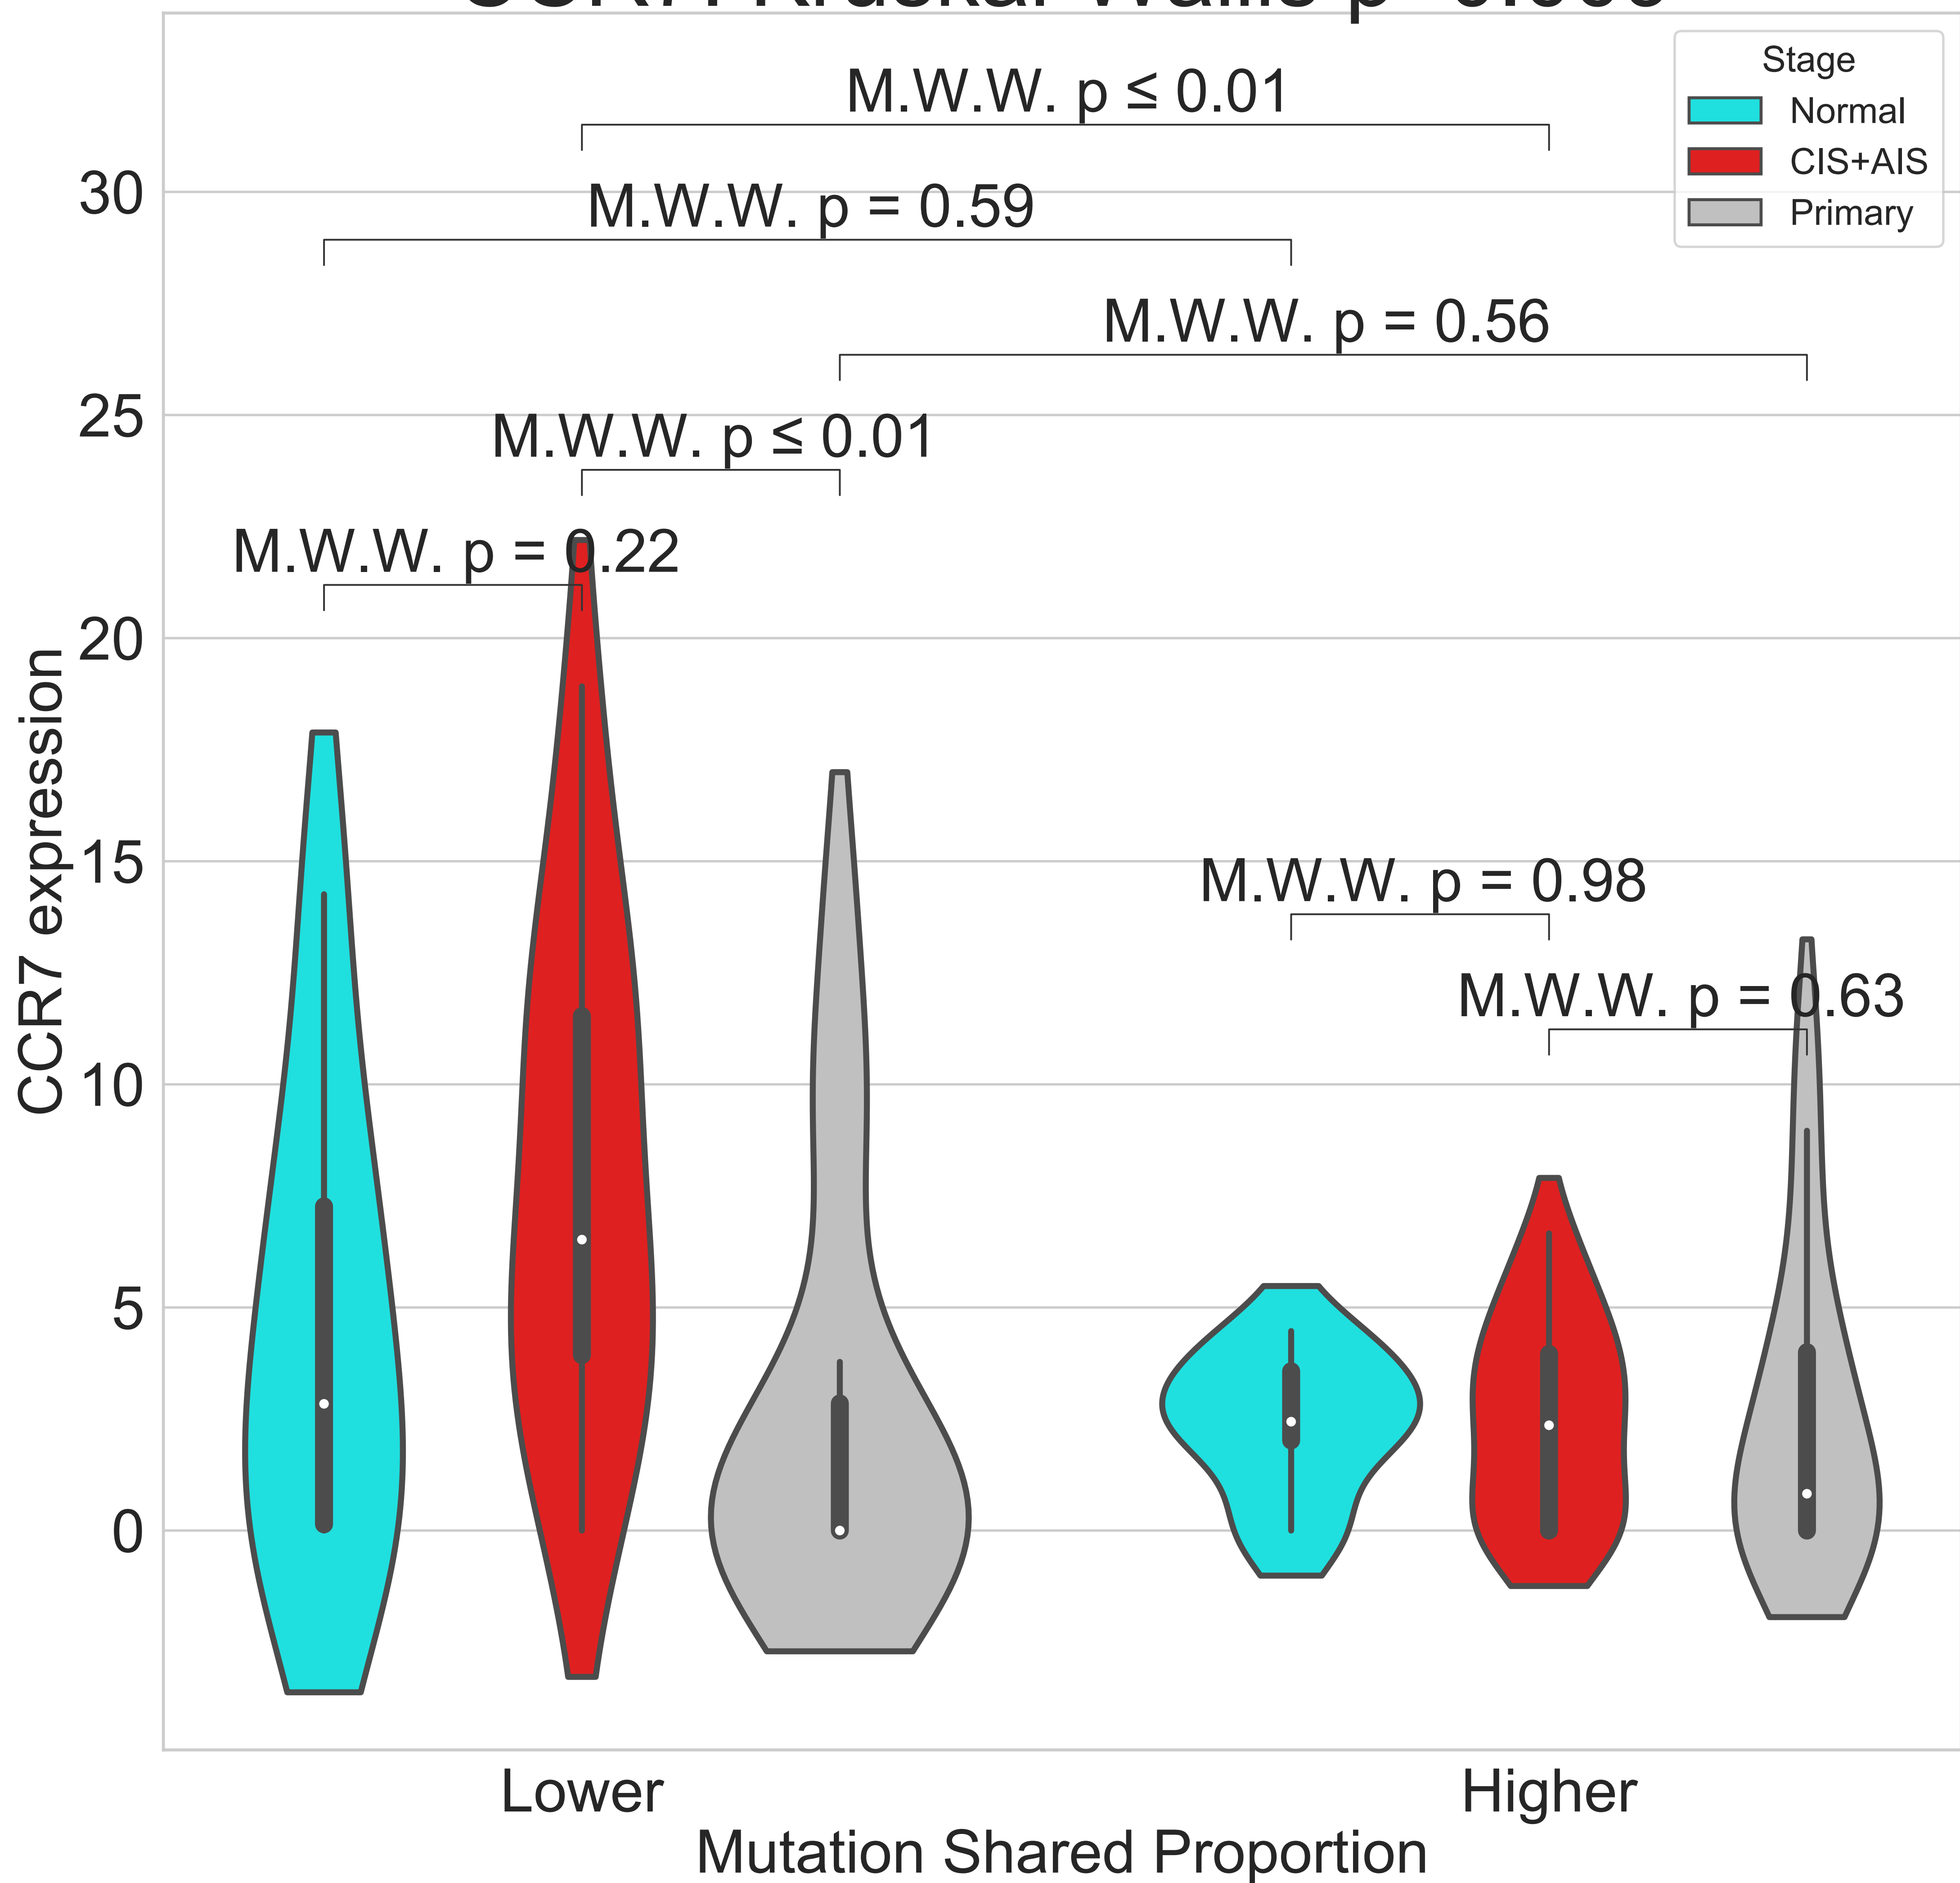 Stage
Normal
CIS+AIS
Primary
M.W.W. p ≤ 0.01
M.W.W. p = 0.59
M.W.W. p = 0.56
M.W.W. p ≤ 0.01
M.W.W. p = 0.22
M.W.W. p = 0.98
M.W.W. p = 0.63
30
25
20
15
10
5
0
CCR7 expression
Lower
Higher
Mutation Shared Proportion